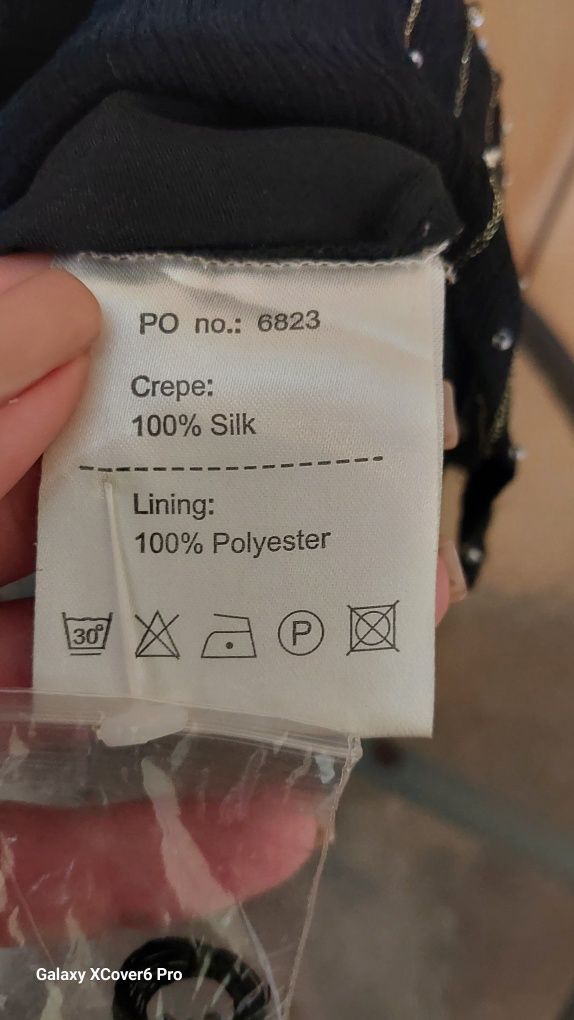 PO no.: 6823
Crepe:
100% Silk
Lining:
100% Polyester
30°
P
Galaxy XCover6 Pro